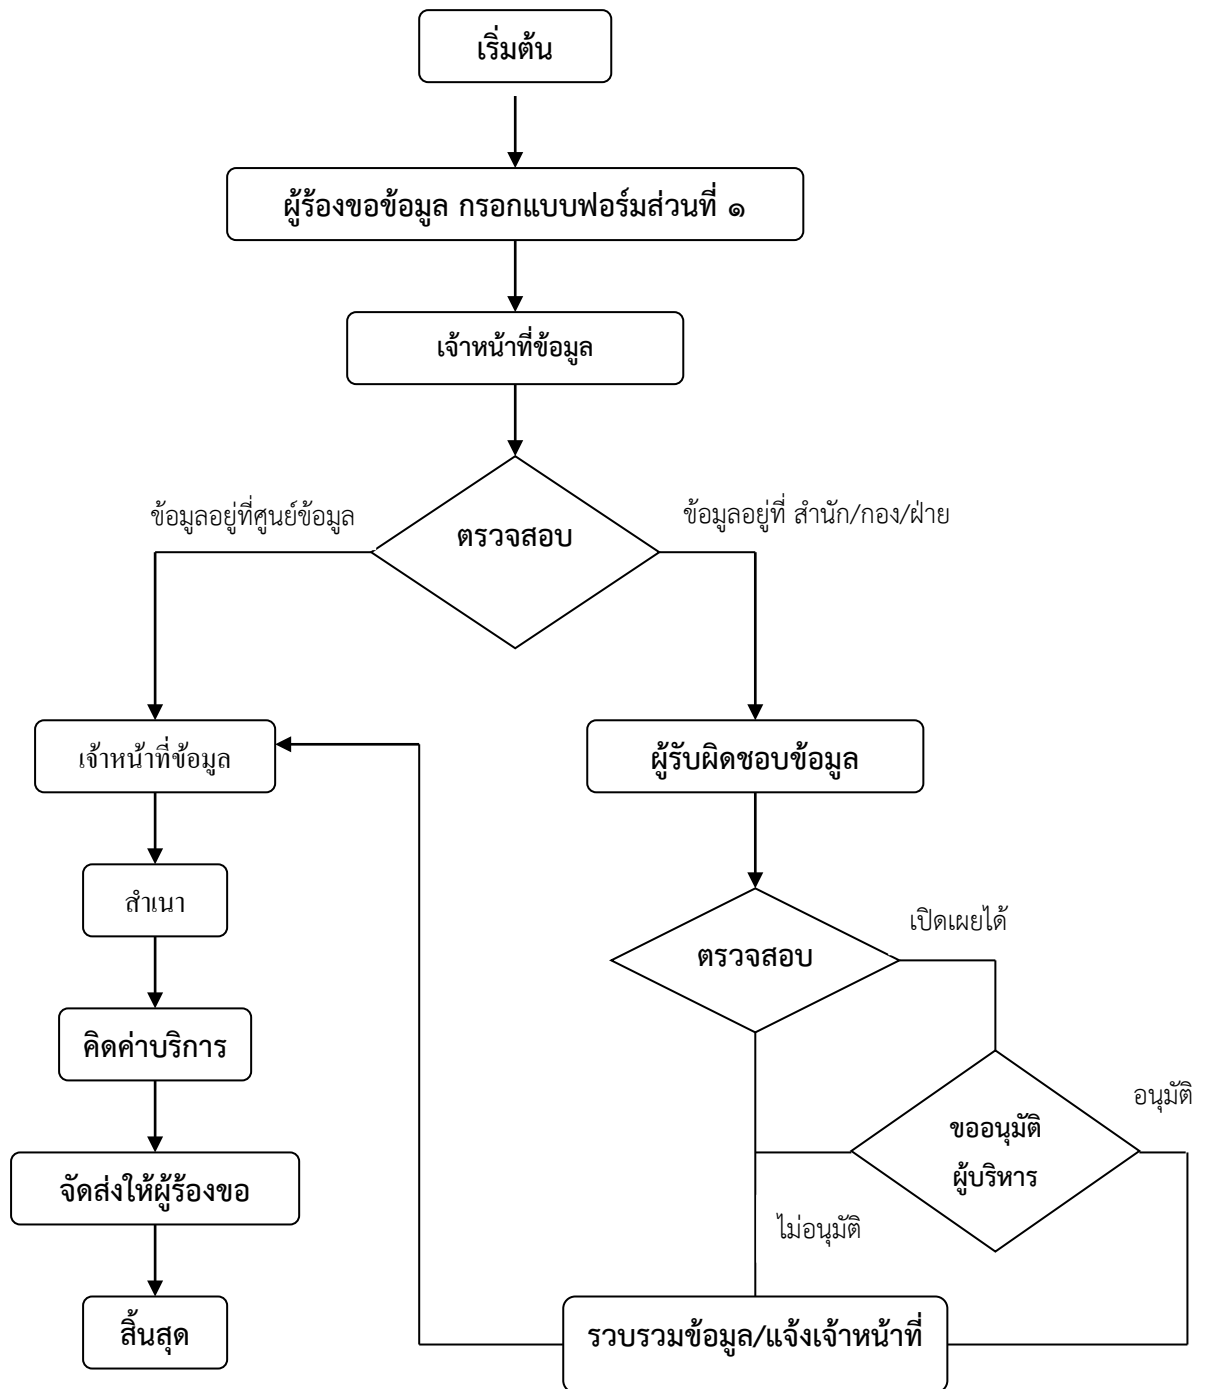 เริ่มต้น
ผู้ร้องขอข้อมูล กรอกแบบฟอร์มส่วนที่ ๑
เจ้าหน้าที่ข้อมูล
ข้อมูลอยู่ที่ศูนย์ข้อมูล
ตรวจสอบ
ข้อมูลอยู่ที่ สำนัก/กอง/ฝ่าย
เจ้าหน้าที่ข้อมูล
ผู้รับผิดชอบข้อมูล
สำเนา
ตรวจสอบ
เปิดเผยได้
คิดค่าบริการ
ขออนุมัติ
ผู้บริหาร
อนุมัติ
จัดส่งให้ผู้ร้องขอ
ไม่อนุมัติ
สิ้นสุด
รวบรวมข้อมูล/แจ้งเจ้าหน้าที่